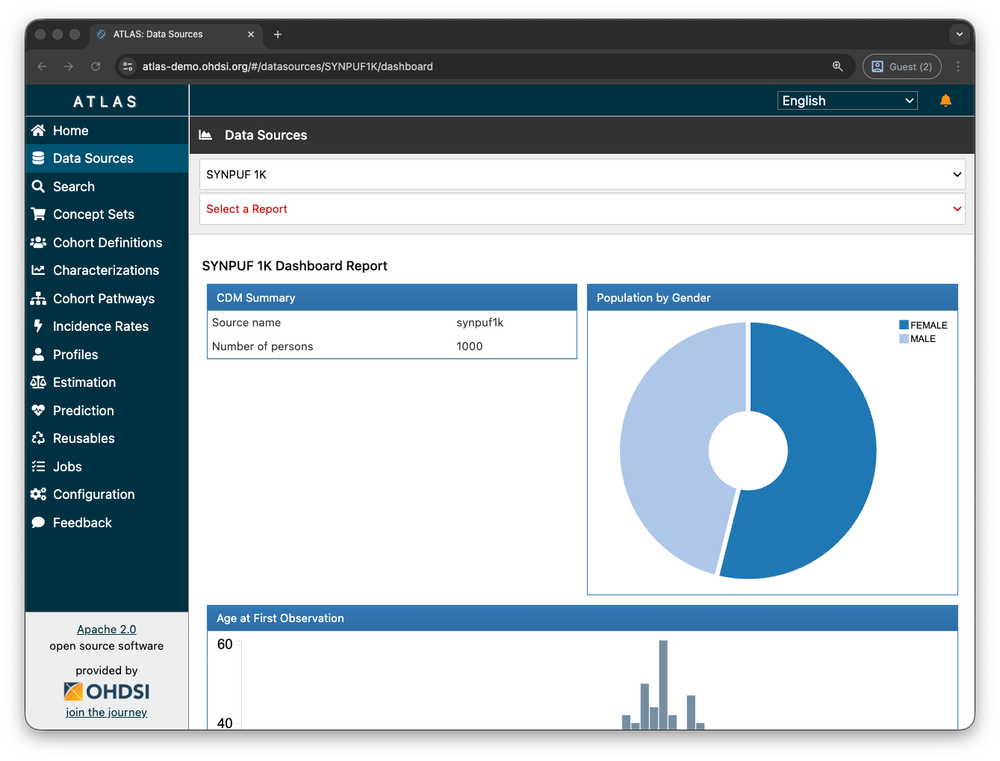 ATLAS: Data Sources
atlas-demo.ohdsi.org/#/datasources/SYNPUF1K/dashboard
Guest (2)
ATLAS
English
Home
Data Sources
Search
Concept Sets
Cohort Definitions
Characterizations
Cohort Pathways
Incidence Rates
Profiles
Estimation
Prediction
Reusables
Jobs
Configuration
Feedback
Apache 2.0
open source software
provided by
OHDSI
join the journey
Data Sources
SYNPUF 1K
Select a Report
SYNPUF 1K Dashboard Report
CDM Summary
Source name synpuf1k
Number of persons 1000
Population by Gender
FEMALE
MALE
Age at First Observation
60
40